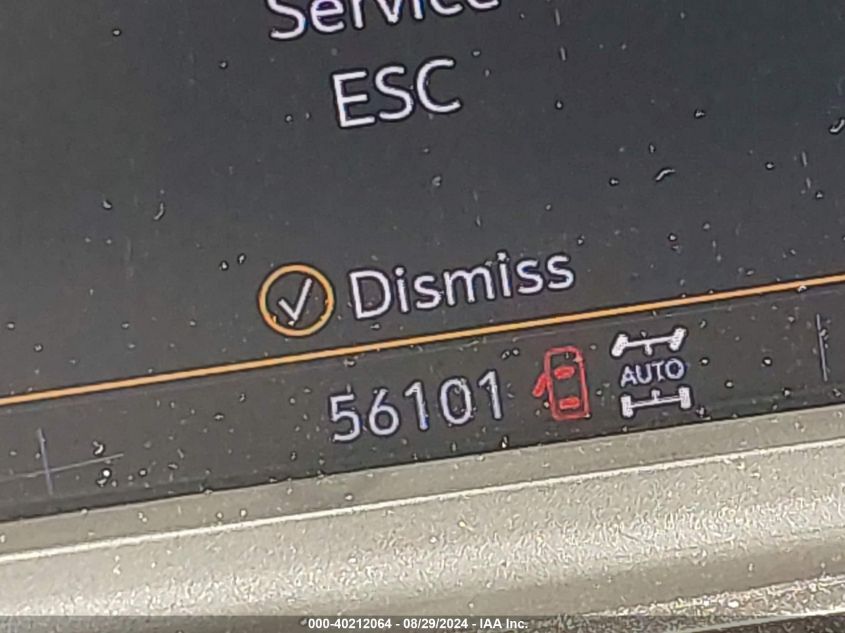 Service
ESC
Dismiss
56101
AUTO
000-40212064 - 08/29/2024 - IAA Inc.